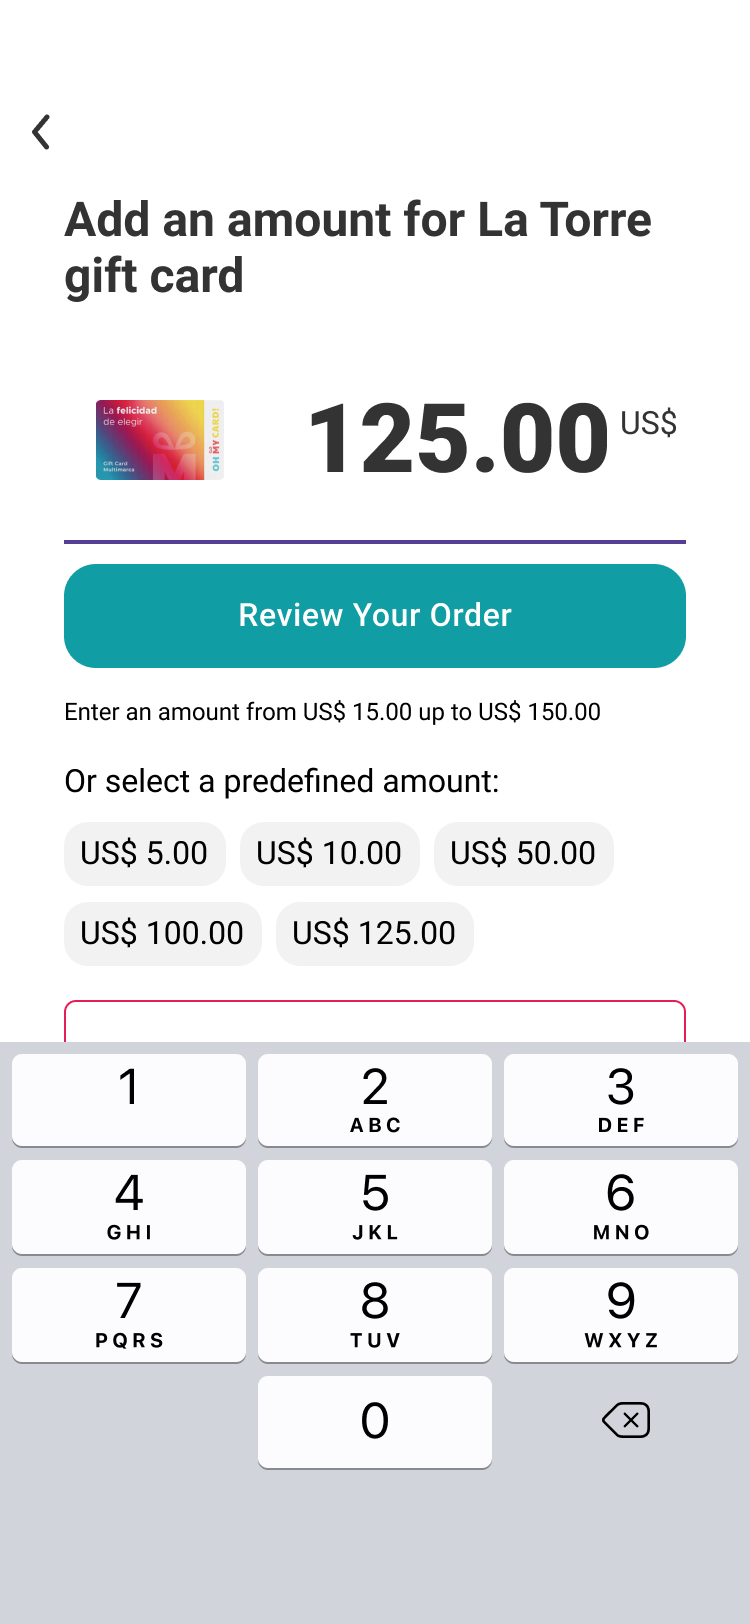 Add an amount for La Torre
gift card
La felicidad
de elegir
Gift Card
Multimarca
OH MY CARD!
125.00 US$
Review Your Order
Enter an amount from US$ 15.00 up to US$ 150.00
Or select a predefined amount:
US$ 5.00 US$ 10.00 US$ 50.00
US$ 100.00 US$ 125.00
1 2 3
ABC DEF
4 5 6
GHI JKL MNO
7 8 9
PQRS TUV WXYZ
0